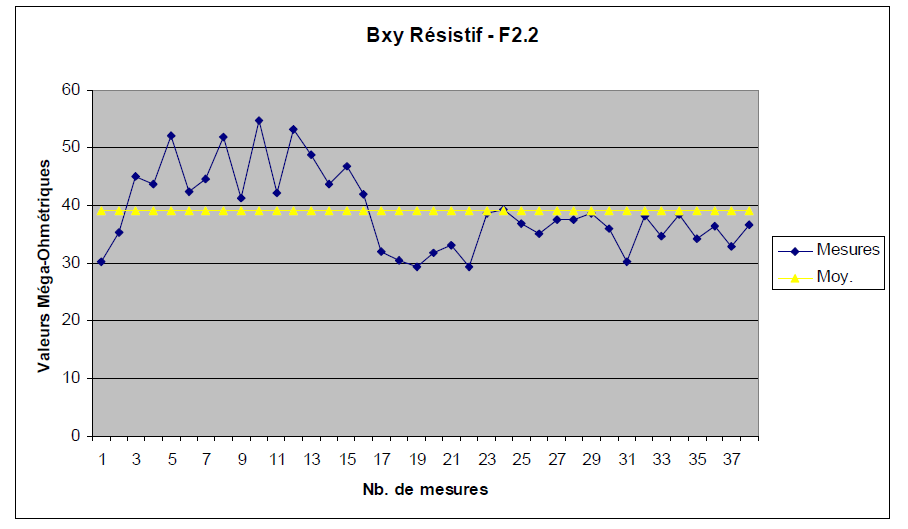 Bxy Résistif - F2.2
Valeurs Méga-Ohmétriques
60
50
40
30
20
10
0
1 3 5 7 9 11 13 15 17 19 21 23 25 27 29 31 33 35 37
Nb. de mesures
Mesures
Moy.